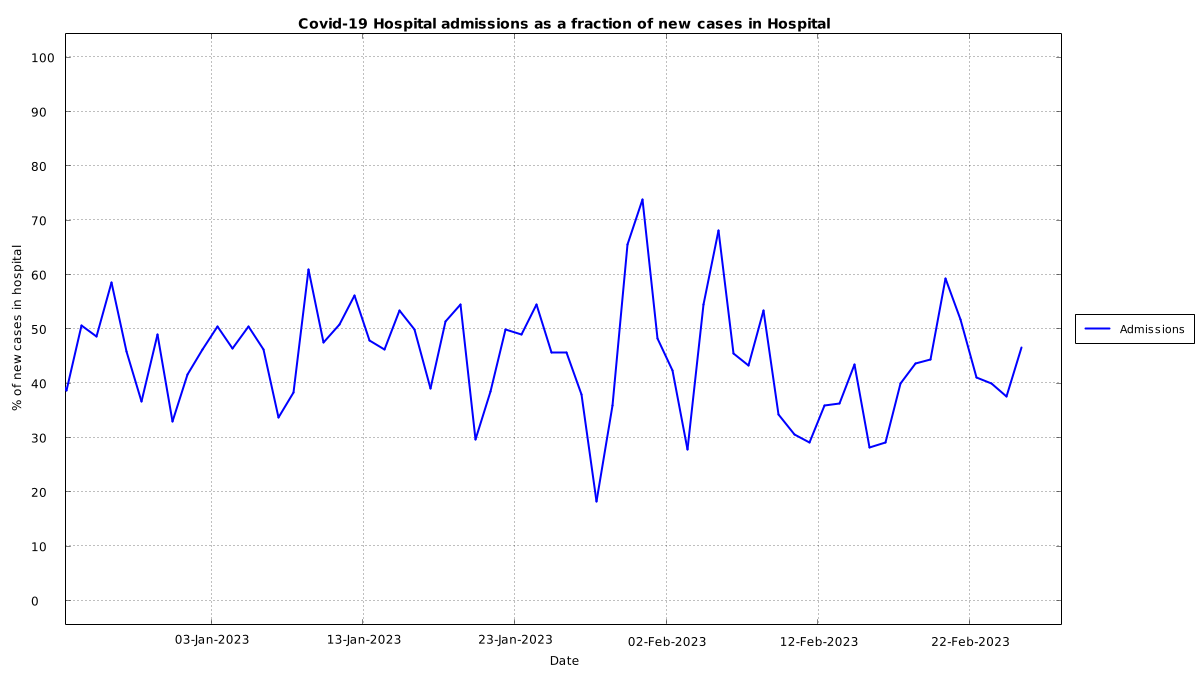 Covid-19 Hospital admissions as a fraction of new cases in Hospital
100
90
80
70
60
50
40
30
20
10
0
% of new cases in hospital
03-Jan-2023
13-Jan-2023
23-Jan-2023
02-Feb-2023
12-Feb-2023
22-Feb-2023
Date
Admissions